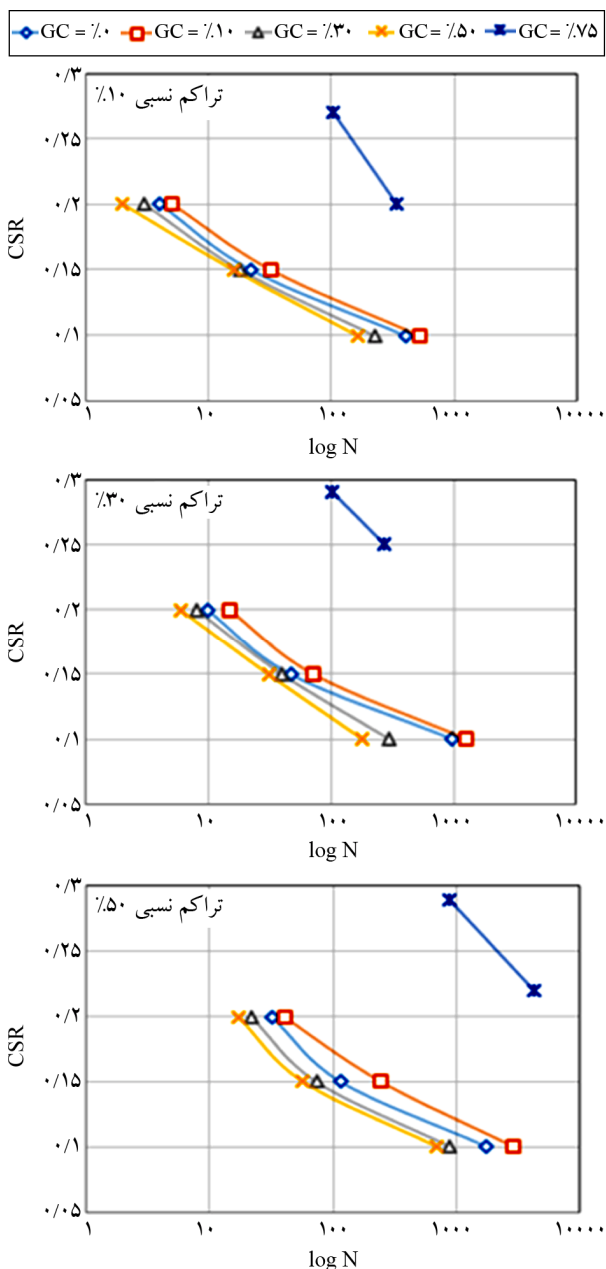 GC = ٪۰ GC = ٪۱۰ GC = ٪۳۰ GC = ٪۵۰ GC = ٪۷۵
۰/۳
تراکم نسبی ۱۰٪
۰/۲۵
۰/۲
CSR
۰/۱۵
۰/۱
۰/۰۵
۱ ۱۰ ۱۰۰ ۱۰۰۰ ۱۰۰۰۰
log N
۰/۳
تراکم نسبی ۳۰٪
۰/۲۵
۰/۲
CSR
۰/۱۵
۰/۱
۰/۰۵
۱ ۱۰ ۱۰۰ ۱۰۰۰ ۱۰۰۰۰
log N
۰/۳
تراکم نسبی ۵۰٪
۰/۲۵
۰/۲
CSR
۰/۱۵
۰/۱
۰/۰۵
۱ ۱۰ ۱۰۰ ۱۰۰۰ ۱۰۰۰۰
log N